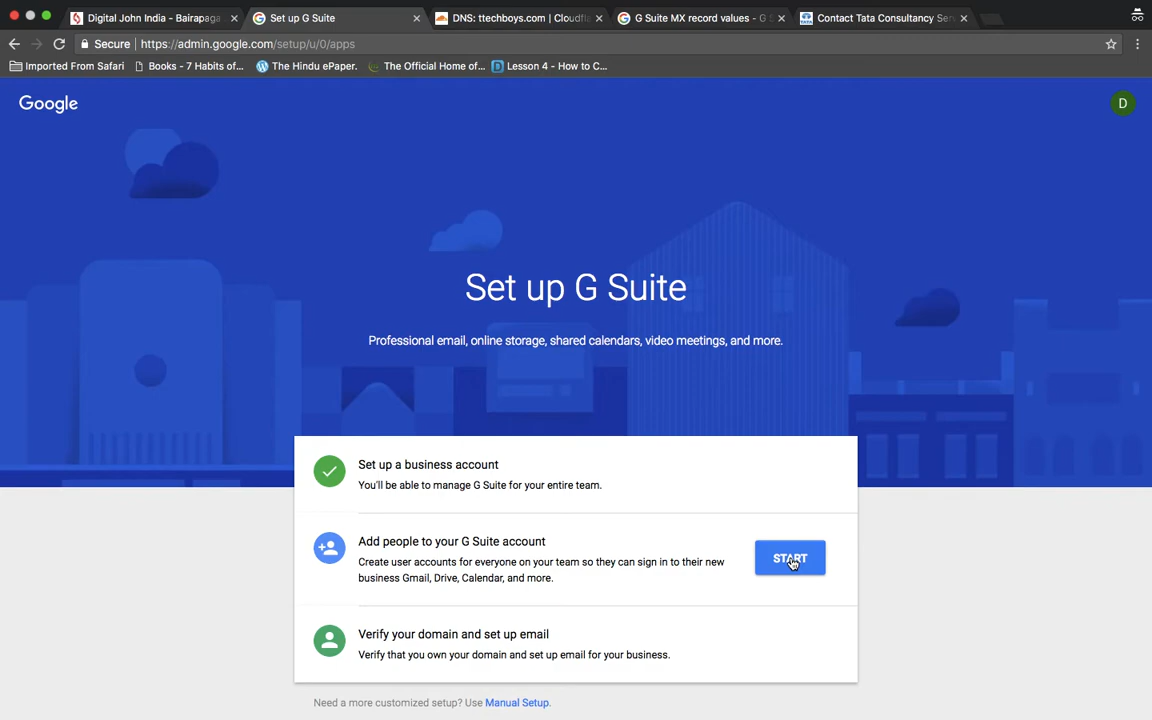 Digital John India - Bairapaga
Set up G Suite
DNS: ttechboys.com | Cloudfla
G Suite MX record values - G S
Contact Tata Consultancy Serv
Secure
https://admin.google.com/setup/u/0/apps
Imported From Safari
Books - 7 Habits of...
The Hindu ePaper.
The Official Home of...
Lesson 4 - How to C...
Google
D
Set up G Suite
Professional email, online storage, shared calendars, video meetings, and more.
Set up a business account
You'll be able to manage G Suite for your entire team.
Add people to your G Suite account
Create user accounts for everyone on your team so they can sign in to their new
business Gmail, Drive, Calendar, and more.
START
Verify your domain and set up email
Verify that you own your domain and set up email for your business.
Need a more customized setup? Use Manual Setup.